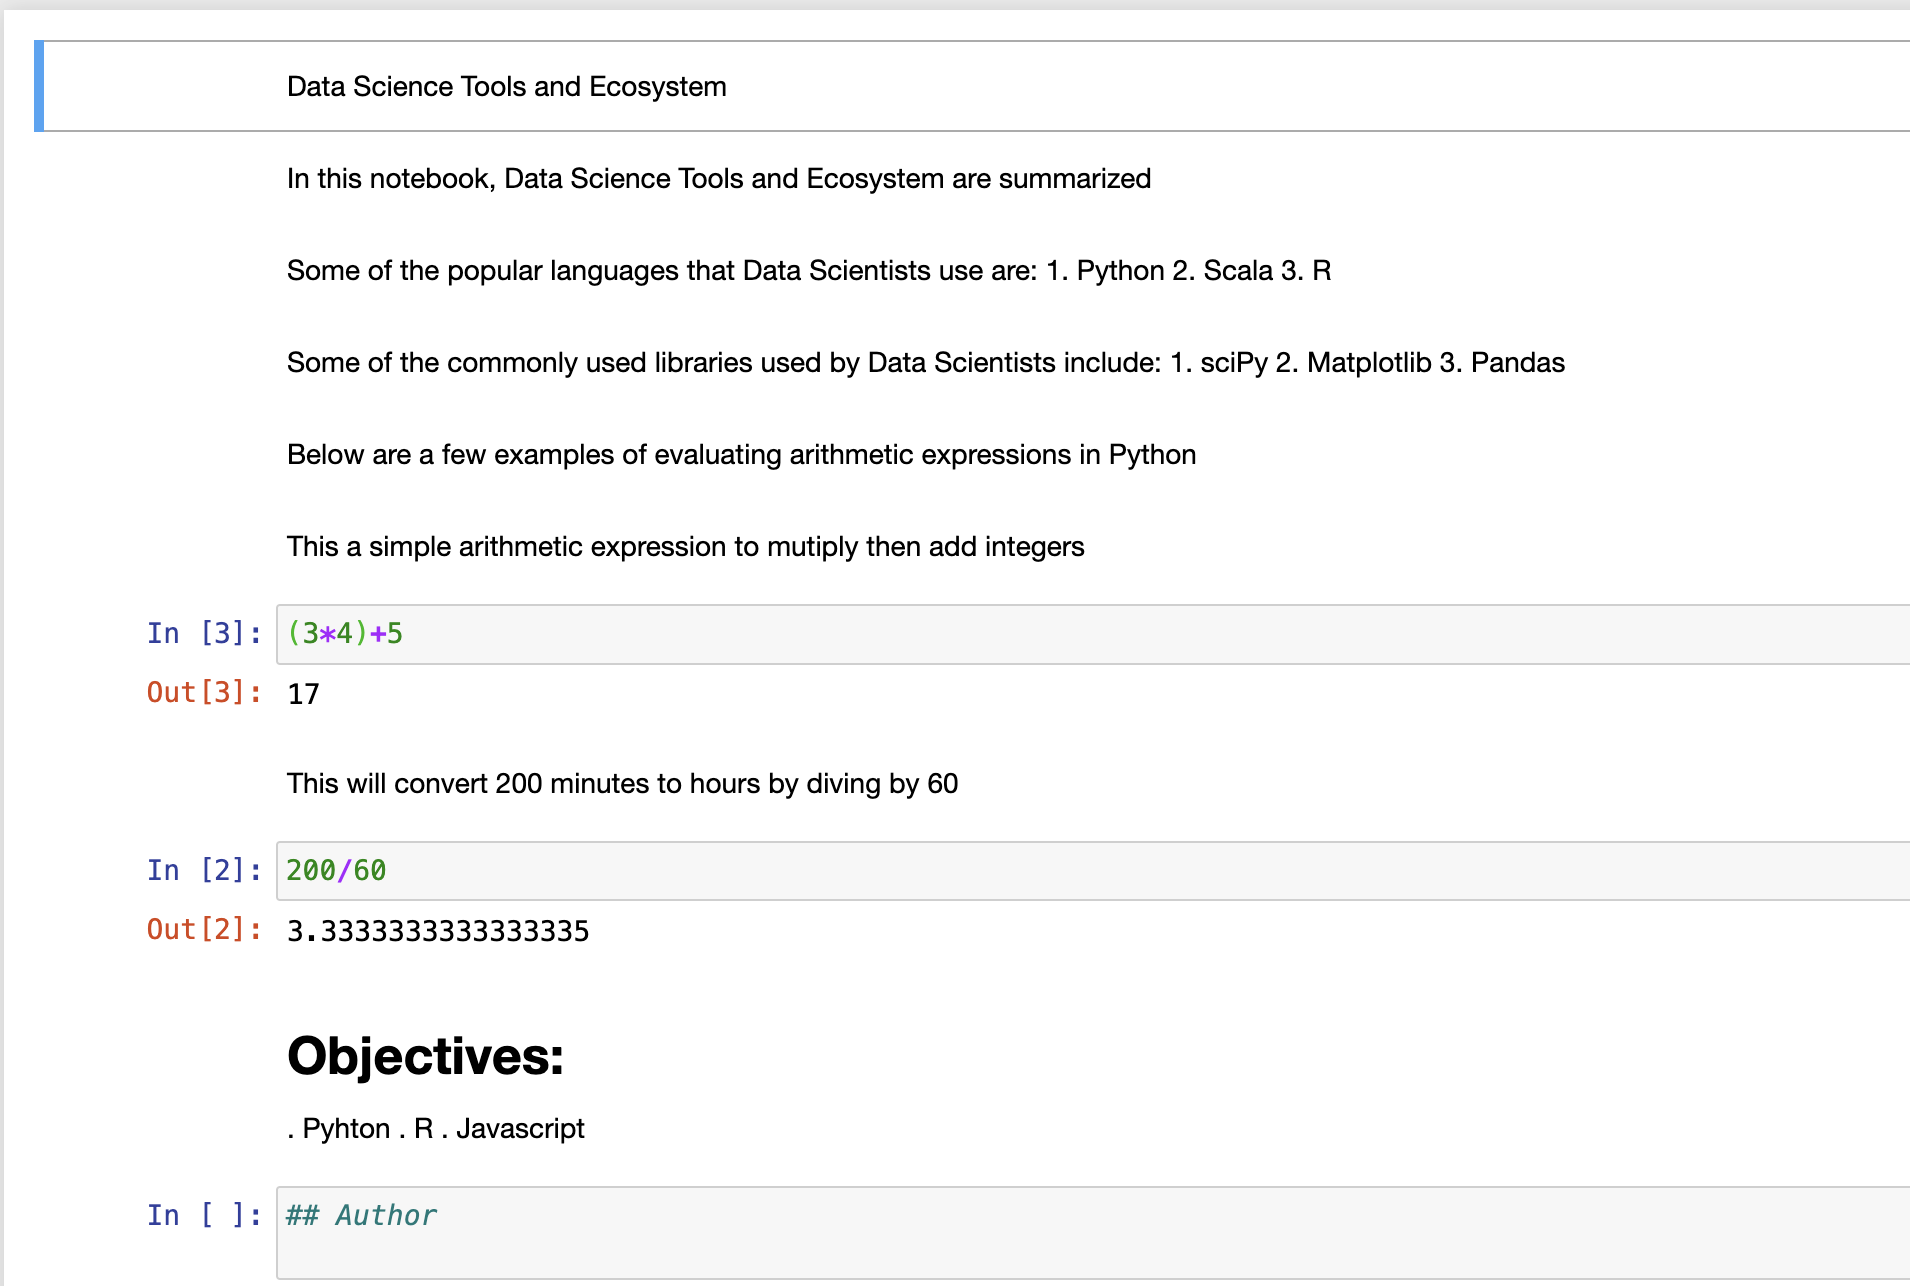 Data Science Tools and Ecosystem
In this notebook, Data Science Tools and Ecosystem are summarized
Some of the popular languages that Data Scientists use are: 1. Python 2. Scala 3. R
Some of the commonly used libraries used by Data Scientists include: 1. sciPy 2. Matplotlib 3. Pandas
Below are a few examples of evaluating arithmetic expressions in Python
This a simple arithmetic expression to mutiply then add integers
In [3]: (3*4)+5
Out[3]: 17
This will convert 200 minutes to hours by diving by 60
In [2]: 200/60
Out[2]: 3.3333333333333335
Objectives:
. Pyhton . R . Javascript
In [ ]: ## Author